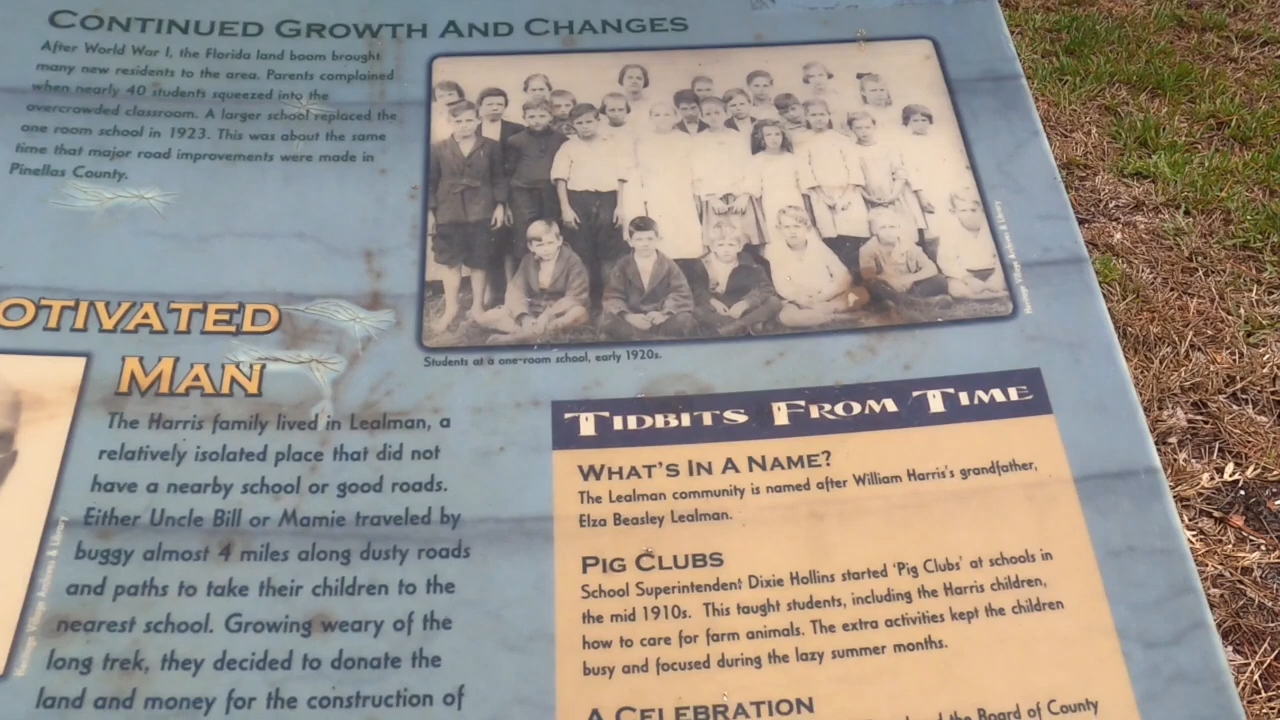 CONTINUED GROWTH AND CHANGES
After World War I, the Florida land boom brought
many new residents to the area. Parents complained
when nearly 40 students squeezed into the
overcrowded classroom. A larger school replaced the
one room school in 1923. This was about the same
time that major road improvements were made in
Pinellas County.
Heritage Village Archives & Library
Students at a one-room school, early 1920s.
OTIVATED
MAN
The Harris family lived in Lealman, a
relatively isolated place that did not
have a nearby school or good roads.
Either Uncle Bill or Mamie traveled by
buggy almost 4 miles along dusty roads
and paths to take their children to the
nearest school. Growing weary of the
long trek, they decided to donate the
land and money for the construction of
Heritage Village Archives & Library
TIDBITS FROM TIME
WHAT'S IN A NAME?
The Lealman community is named after William Harris's grandfather,
Elza Beasley Lealman.
PIG CLUBS
School Superintendent Dixie Hollins started 'Pig Clubs' at schools in
the mid 1910s. This taught students, including the Harris children,
how to care for farm animals. The extra activities kept the children
busy and focused during the lazy summer months.
A CELEBRATION
the Board of County